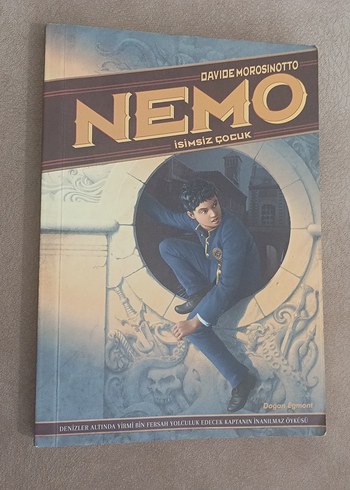 DAVIDE MOROSINOTTO
NEMO
İSİMSİZ ÇOCUK
Doğan Egmont
DENİZLER ALTINDA YİRMİ BİN FERSAH YOLCULUK EDECEK KAPTANIN İNANILMAZ ÖYKÜSÜ